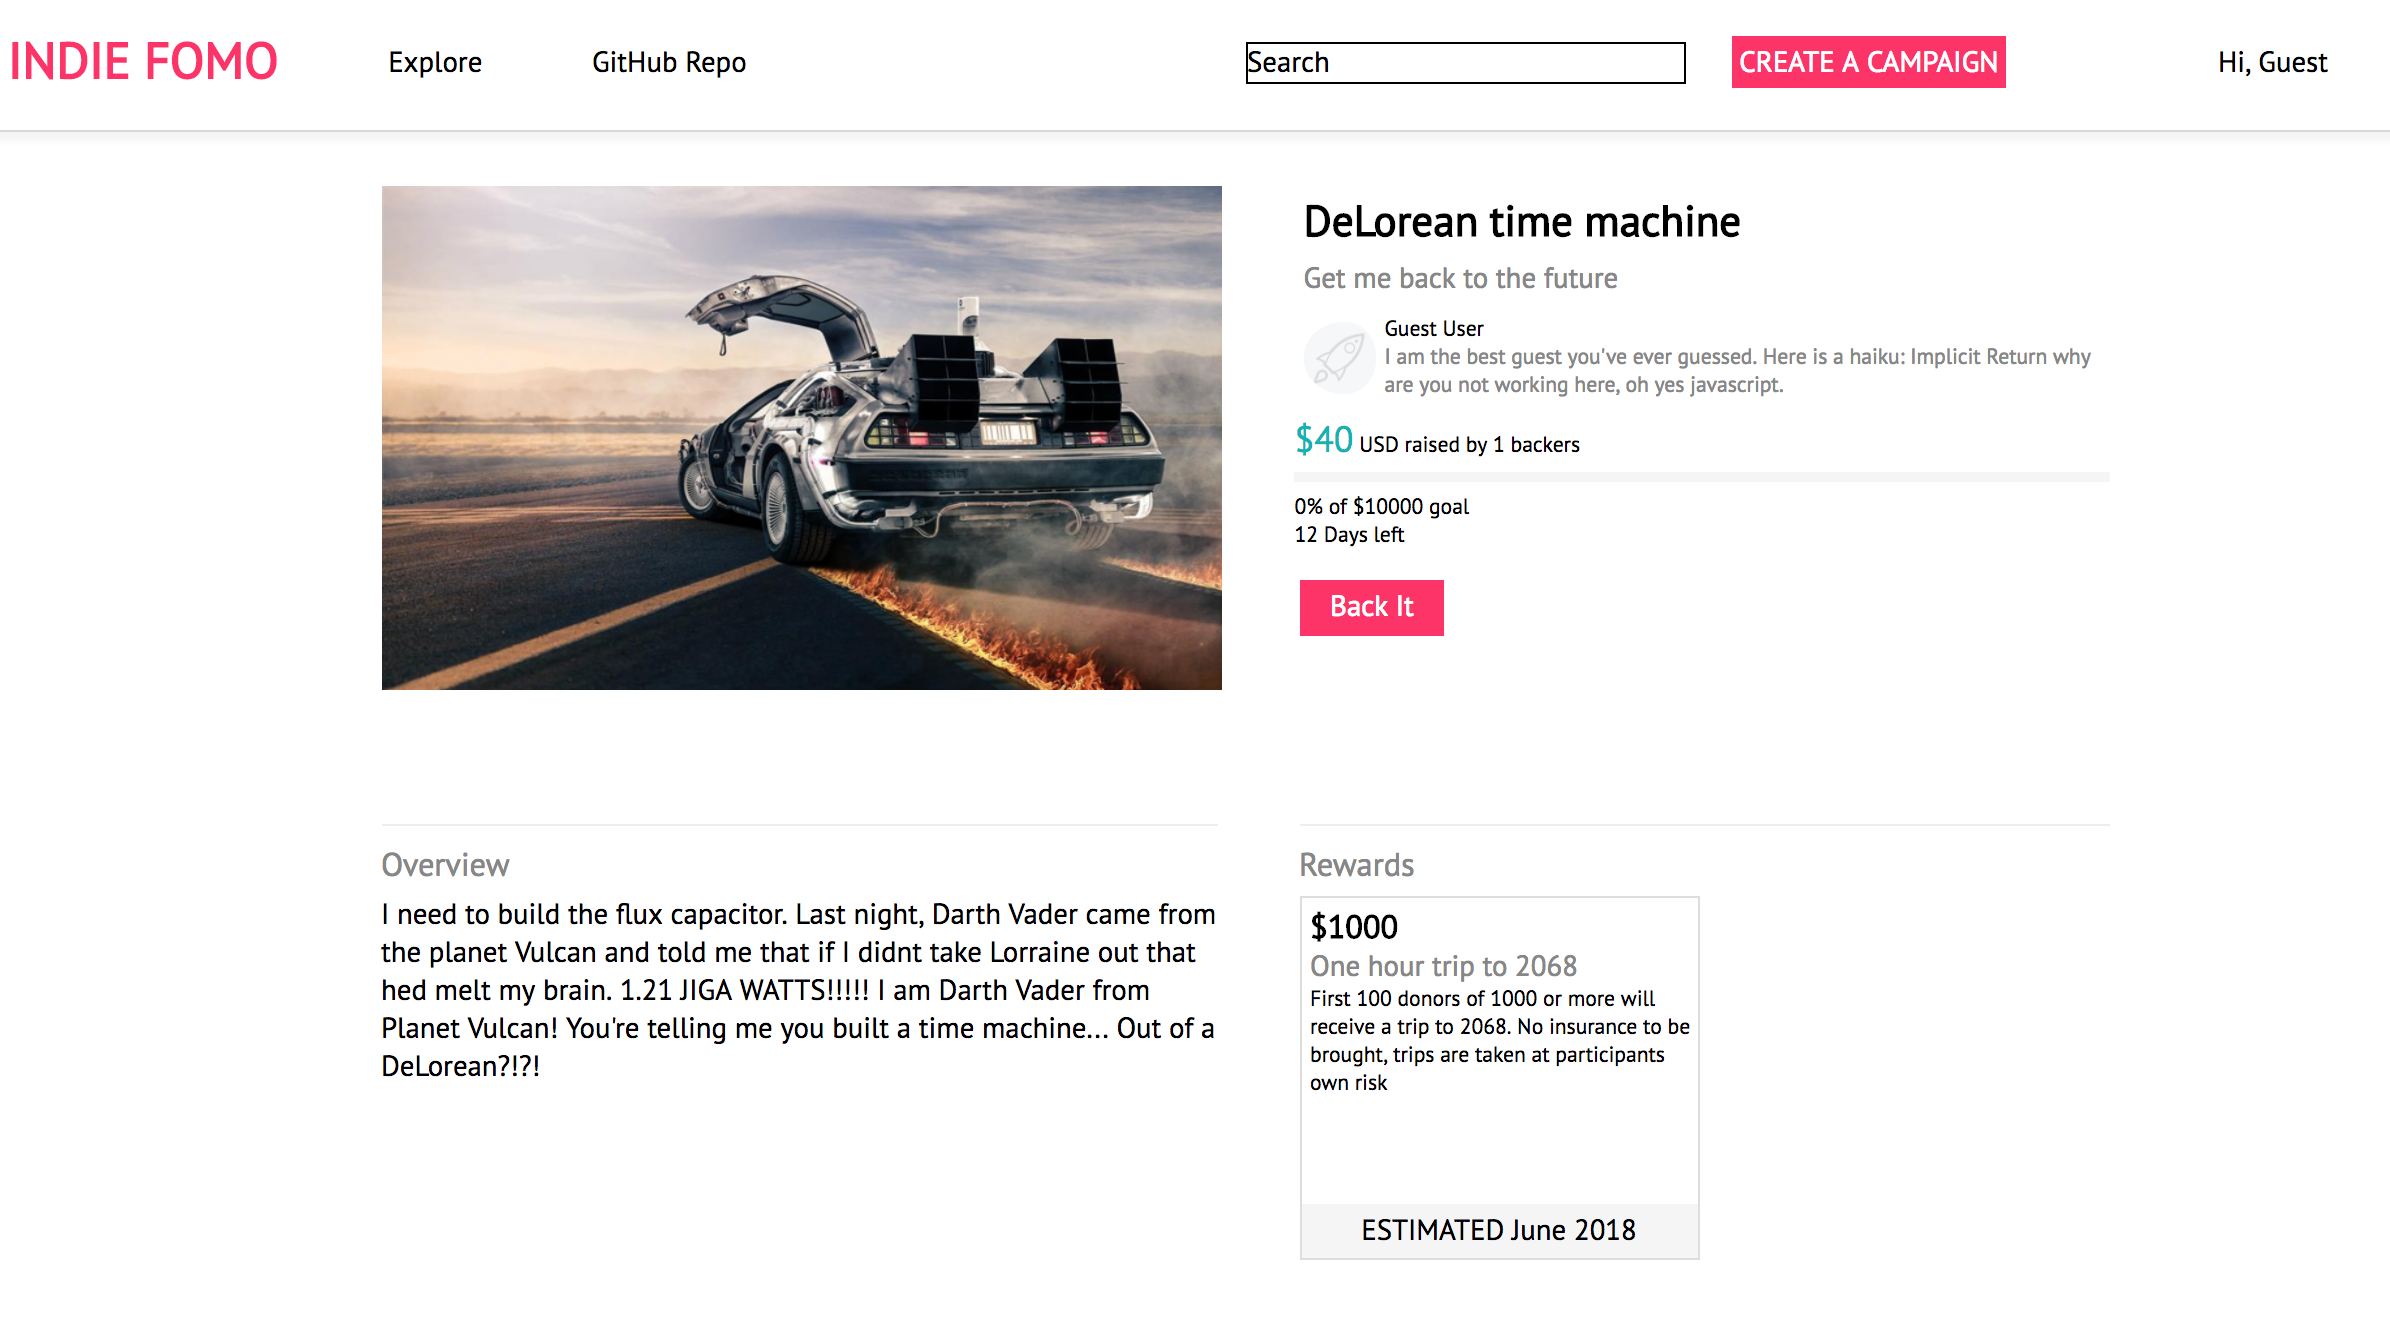 INDIE FOMO
Explore
GitHub Repo
Search
CREATE A CAMPAIGN
Hi, Guest
DeLorean time machine
Get me back to the future
Guest User
I am the best guest you've ever guessed. Here is a haiku: Implicit Return why
are you not working here, oh yes javascript.
$40 USD raised by 1 backers
0% of $10000 goal
12 Days left
Back It
Overview
I need to build the flux capacitor. Last night, Darth Vader came from
the planet Vulcan and told me that if I didnt take Lorraine out that
hed melt my brain. 1.21 JIGA WATTS!!!!! I am Darth Vader from
Planet Vulcan! You're telling me you built a time machine... Out of a
DeLorean?!?!
Rewards
$1000
One hour trip to 2068
First 100 donors of 1000 or more will
receive a trip to 2068. No insurance to be
brought, trips are taken at participants
own risk
ESTIMATED June 2018